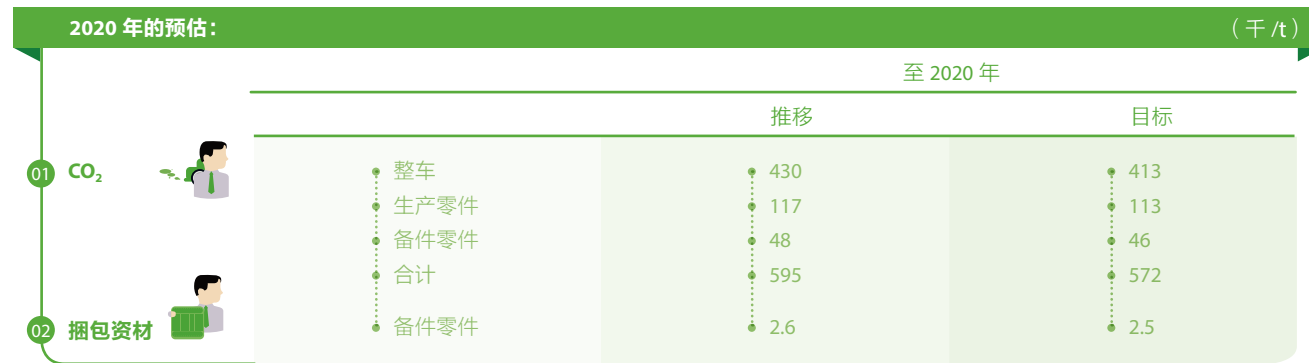 2020 年的预估： （千 /t）
至 2020 年
推移 目标
01 CO₂ 整车 430 413
生产零件 117 113
备件零件 48 46
合计 595 572
02 捆包资材 备件零件 2.6 2.5